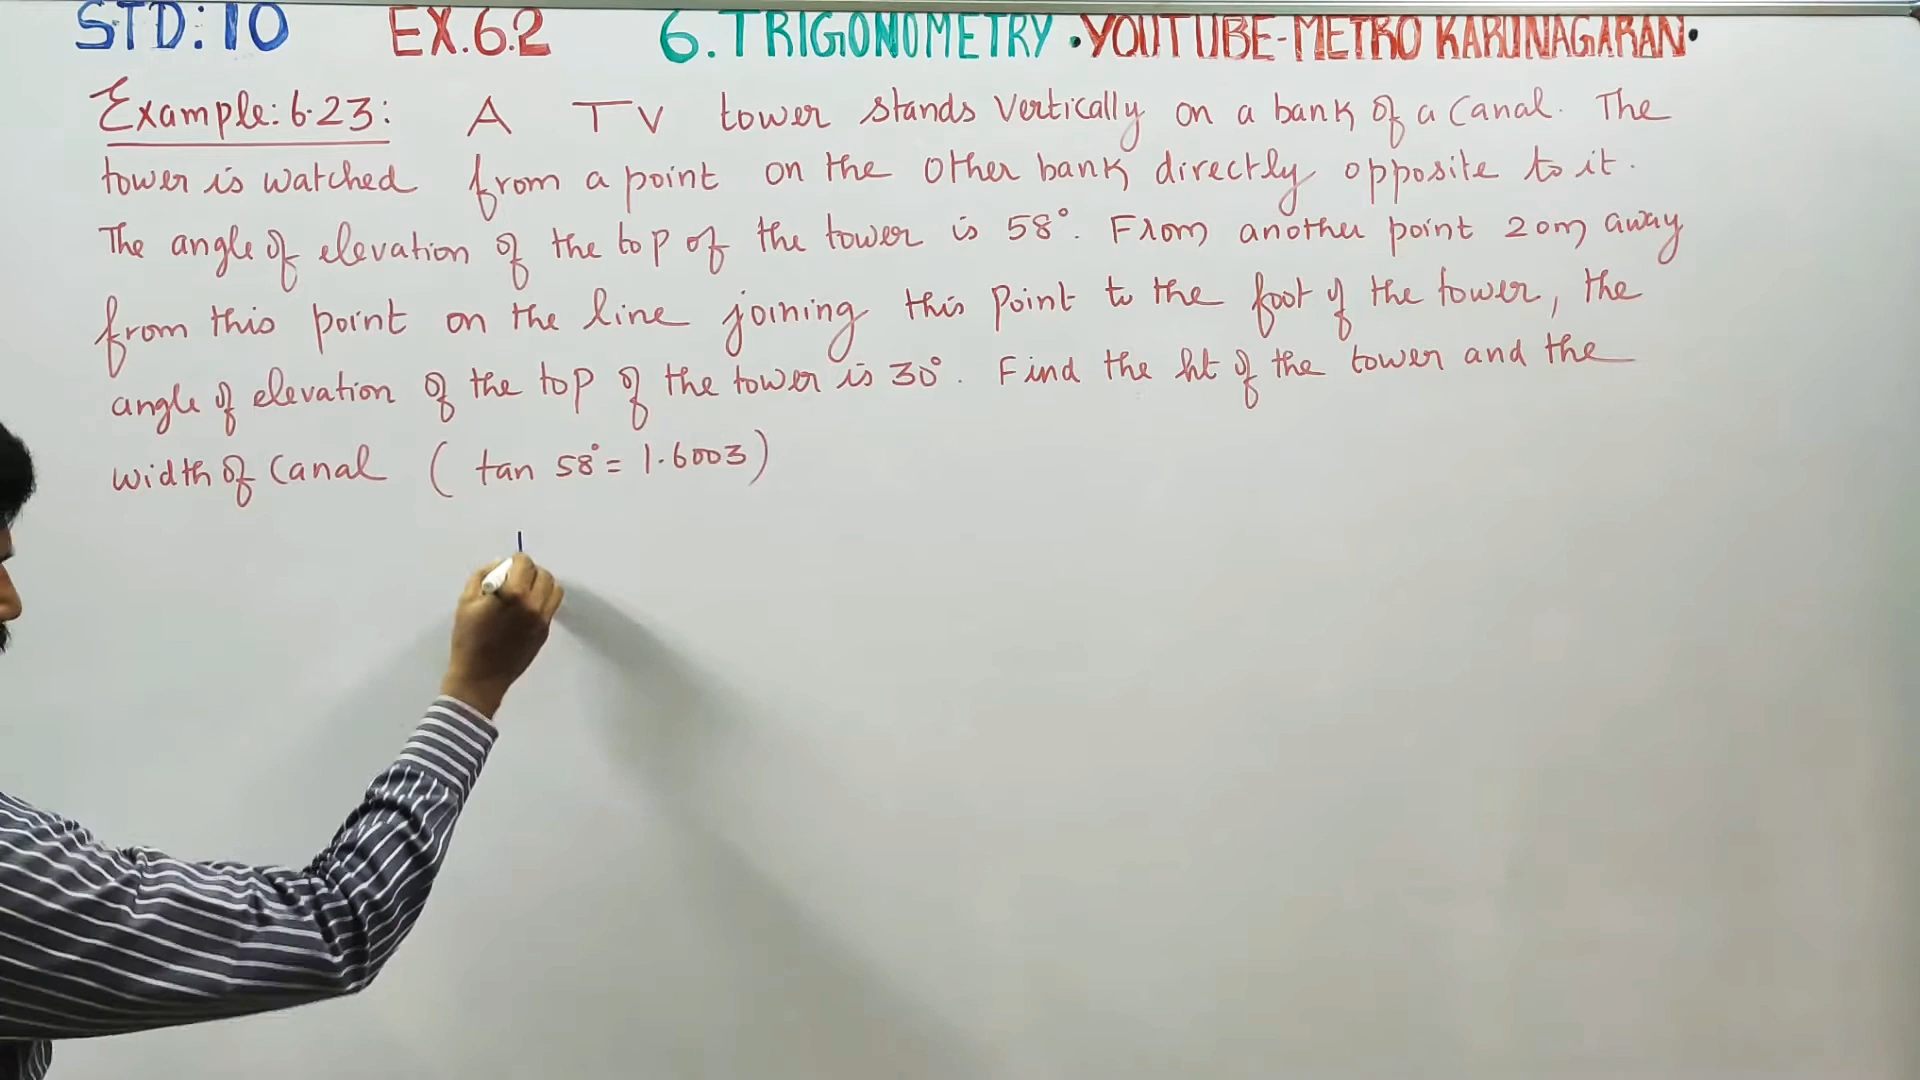 STD: 10 EX.6.2 6. TRIGONOMETRY • YOUTUBE-METRO KARUNAGARAN•
Example: 6.23: A TV tower stands vertically on a bank of a canal. The
tower is watched from a point on the other bank directly opposite to it.
The angle of elevation of the top of the tower is 58°. From another point 20m away
from this point on the line joining this point to the foot of the tower, the
angle of elevation of the top of the tower is 30°. Find the ht of the tower and the
width of canal ( tan 58° = 1.6003 )